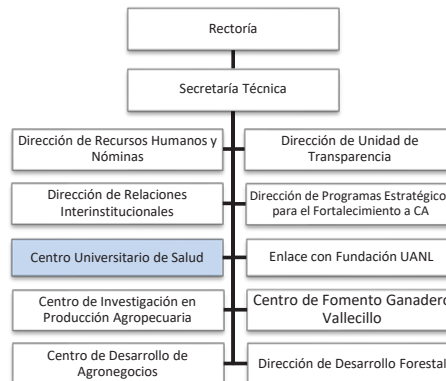 Rectoría
Secretaría Técnica
Dirección de Recursos Humanos y
Nóminas
Dirección de Unidad de
Transparencia
Dirección de Relaciones
Interinstitucionales
Dirección de Programas Estratégico
para el Fortalecimiento a CA
Centro Universitario de Salud
Enlace con Fundación UANL
Centro de Investigación en
Producción Agropecuaria
Centro de Fomento Ganadero
Vallecillo
Centro de Desarrollo de
Agronegocios
Dirección de Desarrollo Forestal